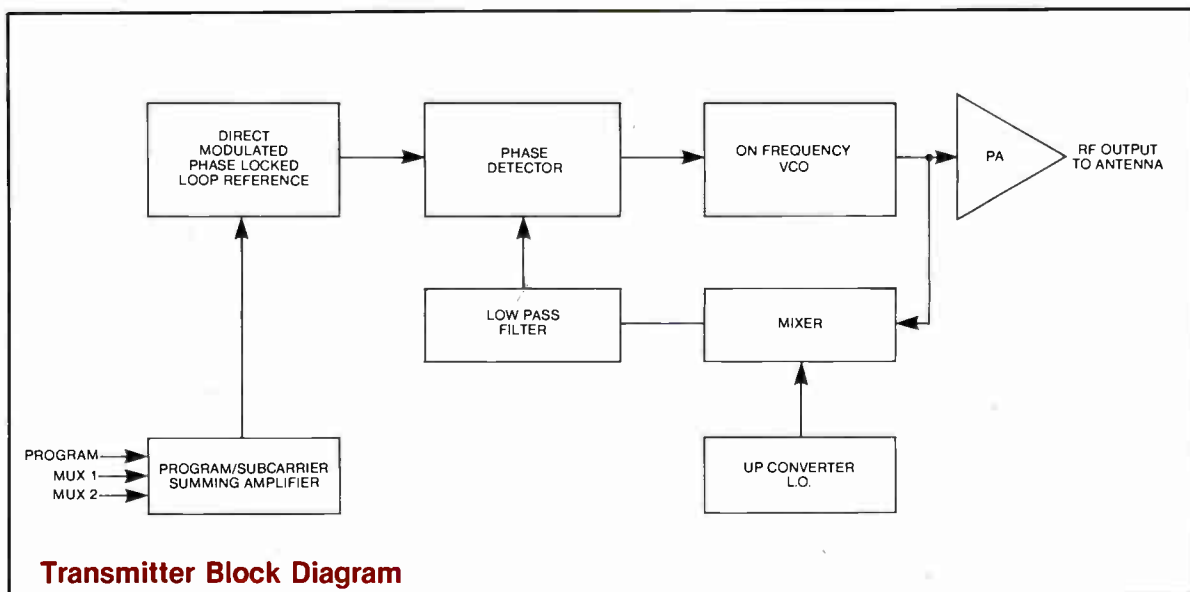 DIRECT
MODULATED
PHASE LOCKED
LOOP REFERENCE
PHASE
DETECTOR
ON FREQUENCY
VCO
PA
RF OUTPUT
TO ANTENNA
LOW PASS
FILTER
MIXER
PROGRAM
MUX 1
MUX 2
PROGRAM/SUBCARRIER
SUMMING AMPLIFIER
UP CONVERTER
L.O.
Transmitter Block Diagram